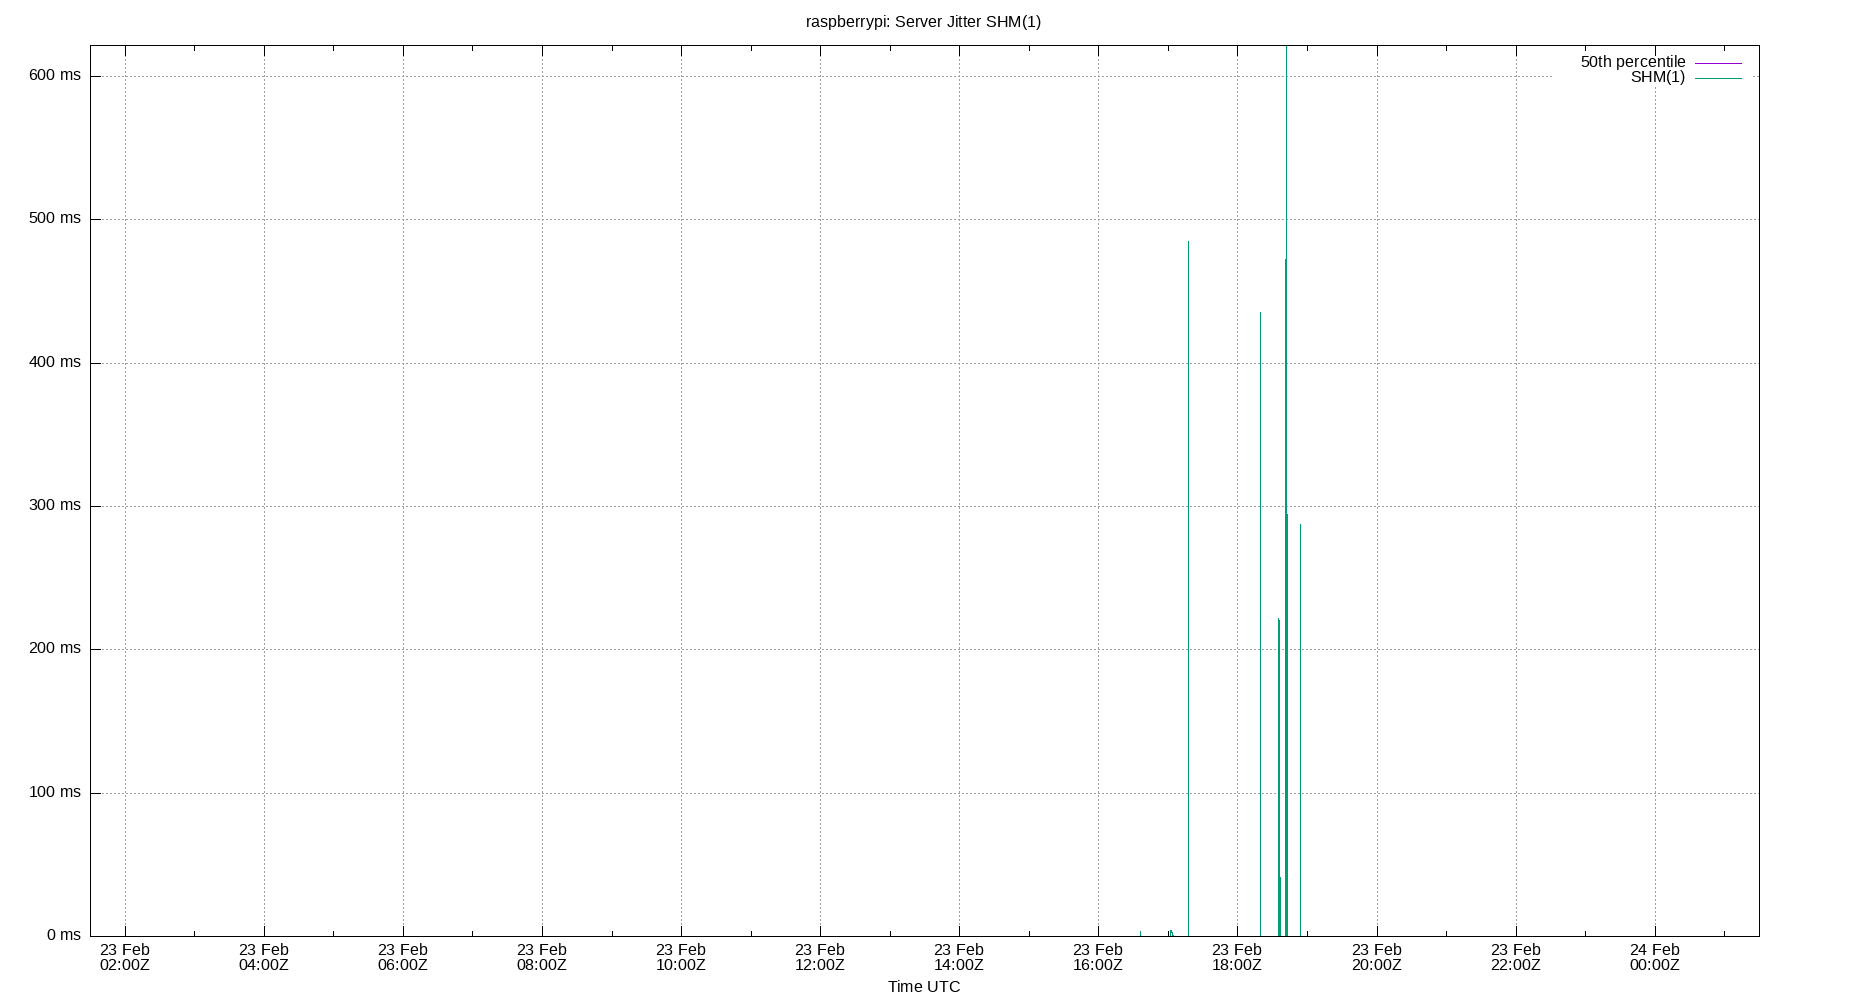 raspberrypi: Server Jitter SHM(1)
50th percentile
SHM(1)
600 ms
500 ms
400 ms
300 ms
200 ms
100 ms
0 ms
23 Feb 23 Feb 23 Feb 23 Feb 23 Feb 23 Feb 23 Feb 23 Feb 23 Feb 23 Feb 23 Feb 24 Feb
02:00Z 04:00Z 06:00Z 08:00Z 10:00Z 12:00Z 14:00Z 16:00Z 18:00Z 20:00Z 22:00Z 00:00Z
Time UTC